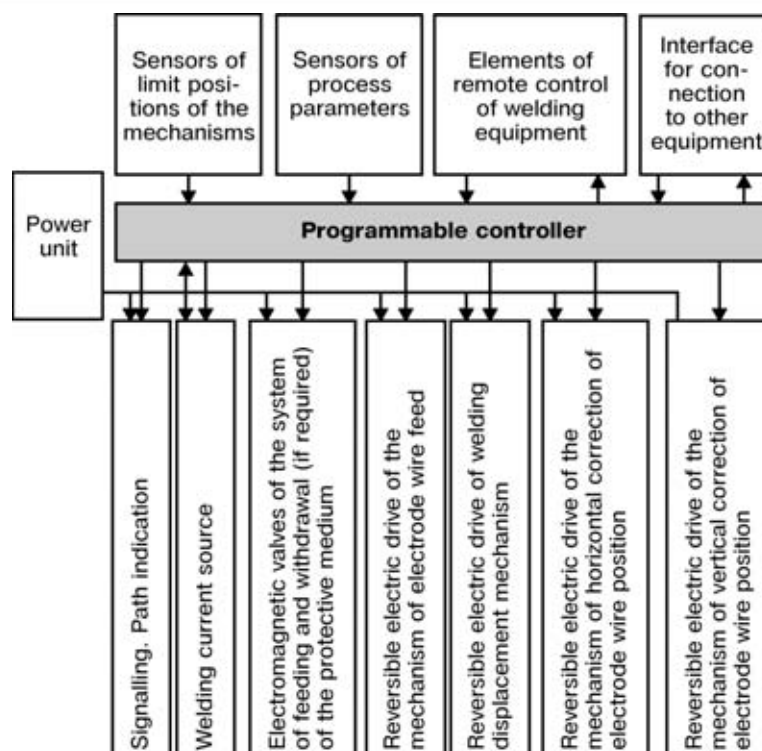 Sensors of
limit posi-
tions of the
mechanisms
Sensors of
process
parameters
Elements of
remote control
of welding
equipment
Interface
for con-
nection
to other
equipment
Power
unit
Programmable controller
Signalling. Path indication
Welding current source
Electromagnetic valves of the system
of feeding and withdrawal (if required)
of the protective medium
Reversible electric drive of the
mechanism of electrode wire feed
Reversible electric drive of welding
displacement mechanism
Reversible electric drive of the
mechanism of horizontal correction of
electrode wire position
Reversible electric drive of the
mechanism of vertical correction of
electrode wire position